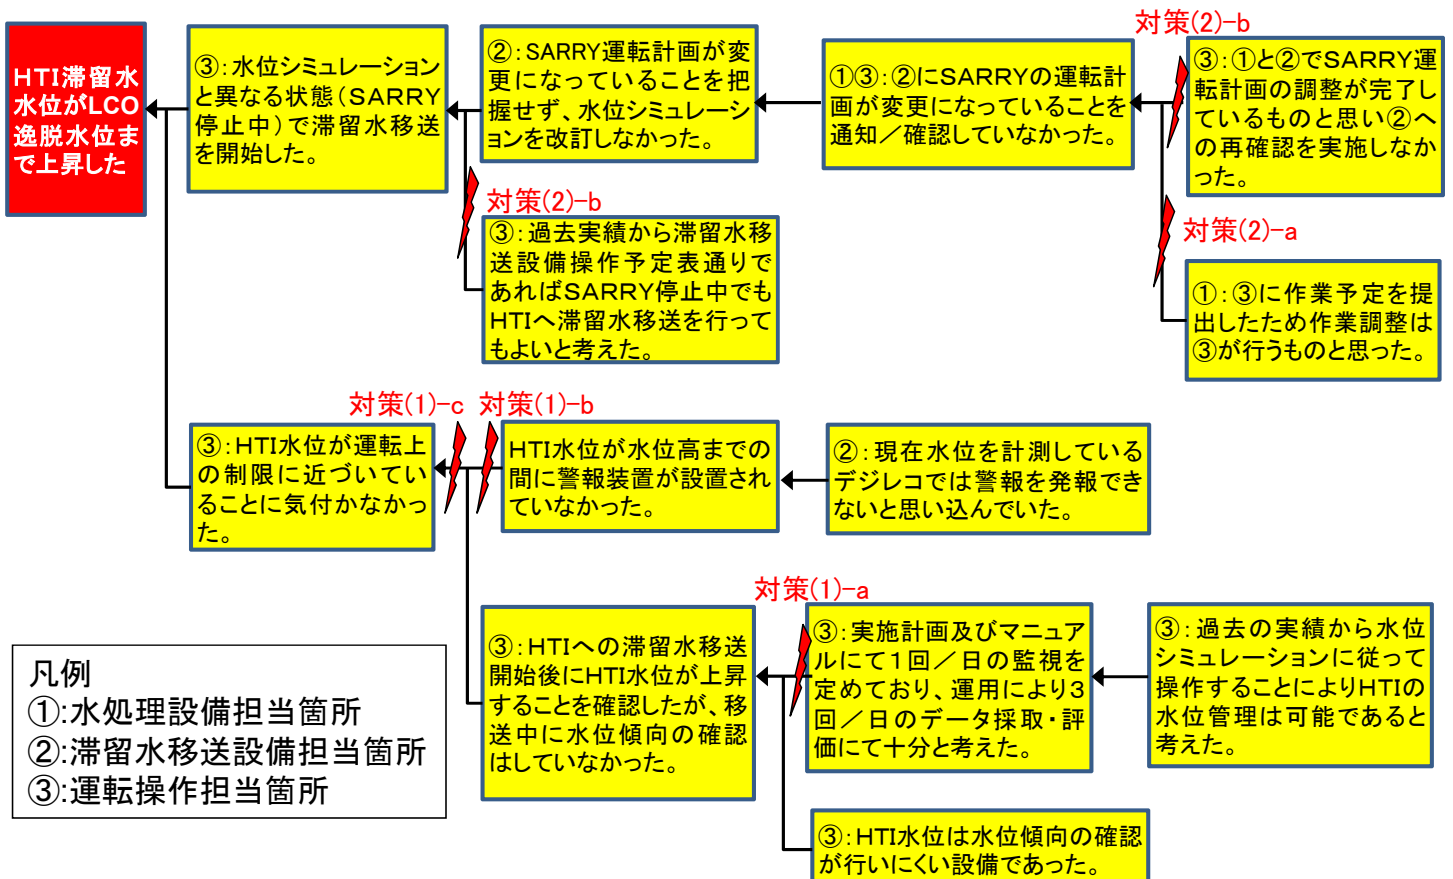 HTI滞留水
水位がLCO
逸脱水位ま
で上昇した
③:水位シミュレーション
と異なる状態(SARRY
停止中)で滞留水移送
を開始した。
②:SARRY運転計画が変
更になっていることを把
握せず、水位シミュレーシ
ョンを改訂しなかった。
①③:②にSARRYの運転計
画が変更になっていることを
通知/確認していなかった。
対策(2)-b
③:①と②でSARRY運
転計画の調整が完了し
ているものと思い②へ
の再確認を実施しなか
った。
対策(2)-b
③:過去実績から滞留水移
送設備操作予定表通りで
あればSARRY停止中でも
HTIへ滞留水移送を行って
もよいと考えた。
対策(2)-a
①:③に作業予定を提
出したため作業調整は
③が行うものと思った。
対策(1)-c 対策(1)-b
③:HTI水位が運転上
の制限に近づいてい
ることに気付かなかっ
た。
HTI水位が水位高までの
間に警報装置が設置され
ていなかった。
②:現在水位を計測している
デジレコでは警報を発報でき
ないと思い込んでいた。
対策(1)-a
③:HTIへの滞留水移送
開始後にHTI水位が上昇
することを確認したが、移
送中に水位傾向の確認
はしていなかった。
③:実施計画及びマニュア
ルにて1回/日の監視を
定めており、運用により3
回/日のデータ採取・評
価にて十分と考えた。
③:過去の実績から水位
シミュレーションに従って
操作することによりHTIの
水位管理は可能であると
考えた。
③:HTI水位は水位傾向の確認
が行いにくい設備であった。
凡例
①:水処理設備担当箇所
②:滞留水移送設備担当箇所
③:運転操作担当箇所